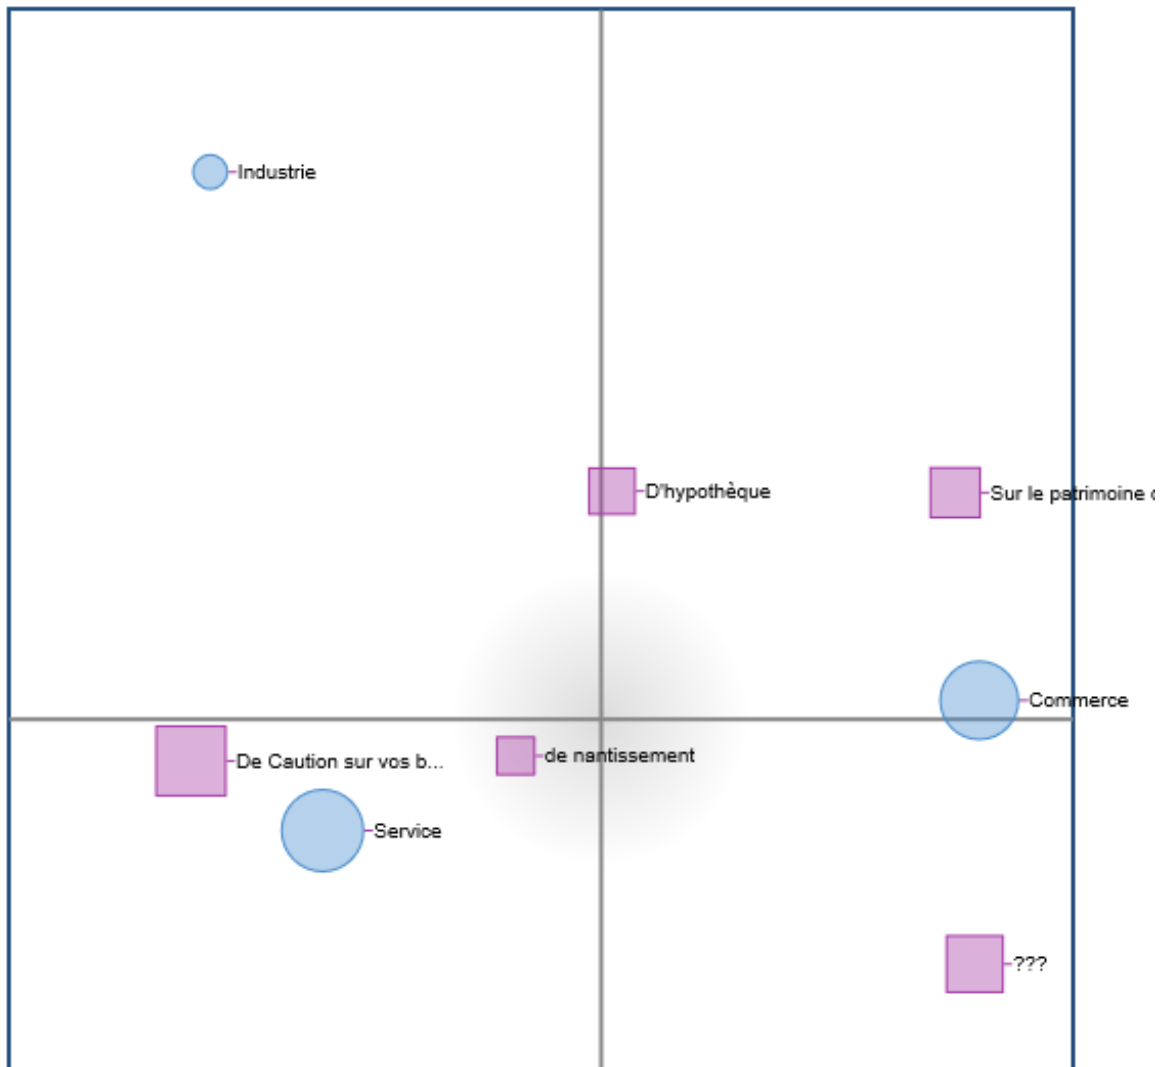 Industrie
D'hypothèque
Sur le patrimoine
Commerce
De Caution sur vos b...
de nantissement
Service
???